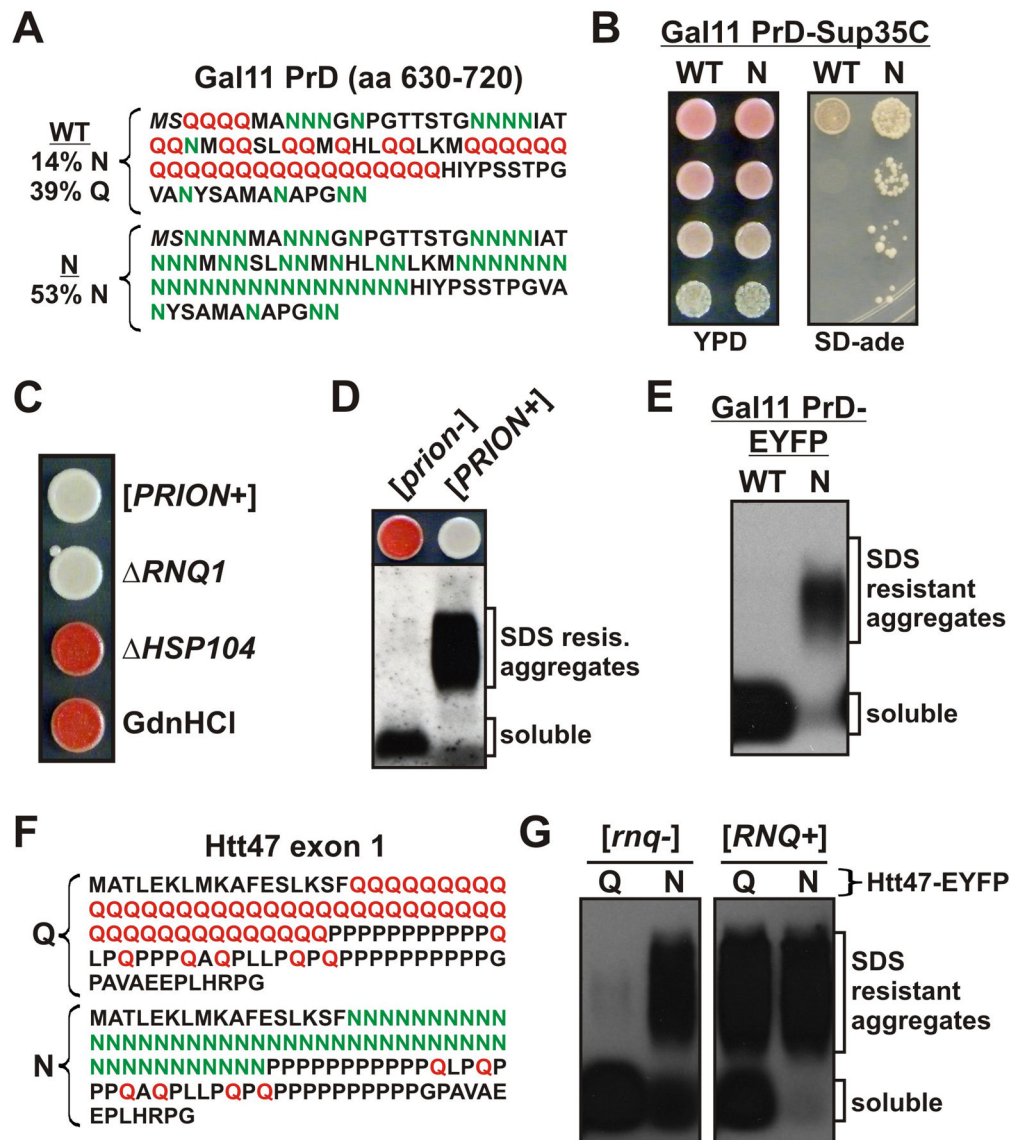 A
Gal11 PrD (aa 630-720)
WT
14% N
39% Q
MSQQQQMANNNGNPGTTSTGNNNNIAT
QQNMQQSLQQMQHLQQLKMQQQQQQ
QQQQQQQQQQQQQQQQQHIYPSSTPG
VANYSAMANAPGNN
N
53% N
MSNNNNMANNNGNPGTTSTGNNNNIAT
NNNMNNSLNNMNHLNNLKMNNNNNNN
NNNNNNNNNNNNNNNNHIYPSSTPGVA
NYSAMANAPGNN
B
Gal11 PrD-Sup35C
WT N WT N
YPD SD-ade
C
[PRION+]
ΔRNQ1
ΔHSP104
GdnHCl
D
[prion-]
[PRION+]
SDS resis.
aggregates
soluble
E
Gal11 PrD-
EYFP
WT N
SDS
resistant
aggregates
soluble
F
Htt47 exon 1
Q
MATLEKLMKAFESLKSFQQQQQQQQQ
QQQQQQQQQQQQQQQQQQQQQQQQ
QQQQQQQQQQQQQQPPPPPPPPPPPQ
LPQPPPQAQPLLPQPQPPPPPPPPPPG
PAVAEEPLHRPG
N
MATLEKLMKAFESLKSFNNNNNNNNNN
NNNNNNNNNNNNNNNNNNNNNNNNNN
NNNNNNNNNNNPPPPPPPPPPPQLPQP
PPQAQPLLPQPQPPPPPPPPPPGPAVAE
EPLHRPG
G
[rnq-] [RNQ+]
Q N Q N Htt47-EYFP
SDS
resistant
aggregates
soluble